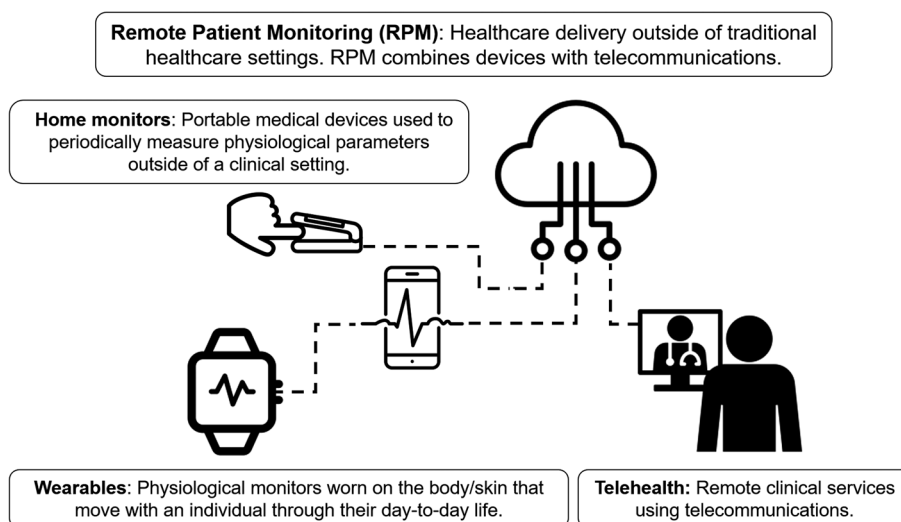 Remote Patient Monitoring (RPM): Healthcare delivery outside of traditional
healthcare settings. RPM combines devices with telecommunications.
Home monitors: Portable medical devices used to
periodically measure physiological parameters
outside of a clinical setting.
Wearables: Physiological monitors worn on the body/skin that
move with an individual through their day-to-day life.
Telehealth: Remote clinical services
using telecommunications.